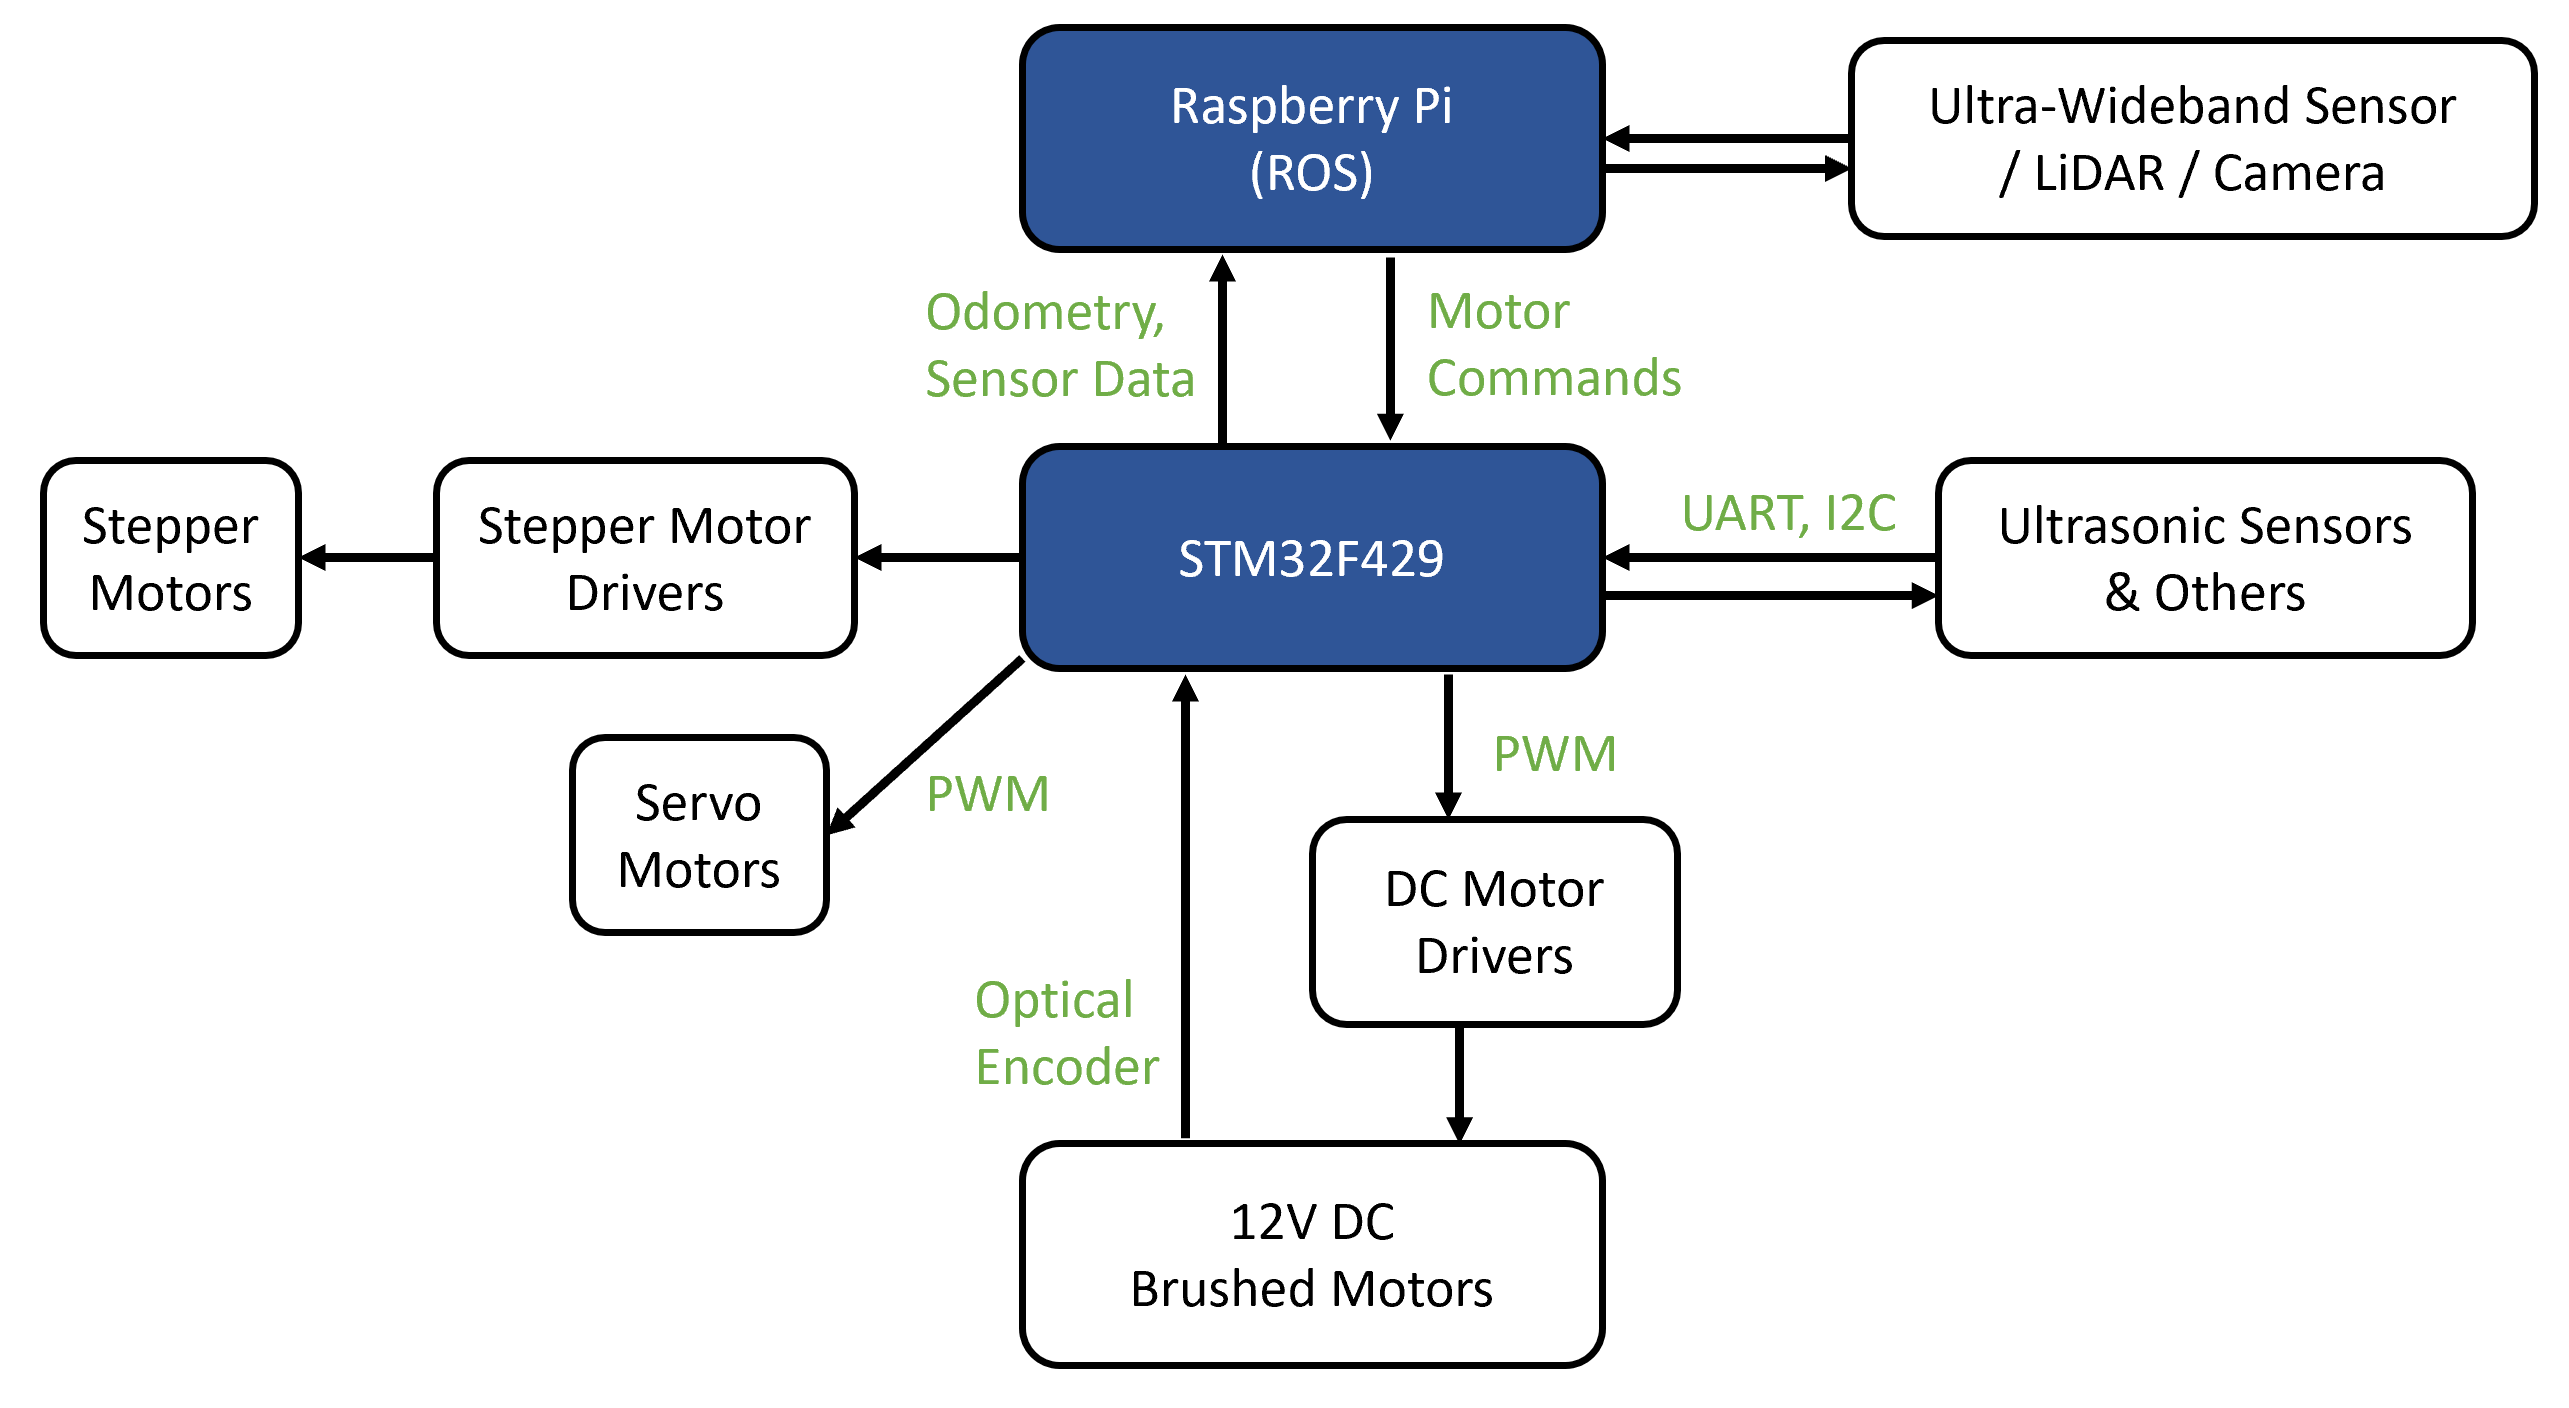 Raspberry Pi
(ROS)
Ultra-Wideband Sensor
/ LiDAR / Camera
Odometry,
Sensor Data
Motor
Commands
Stepper
Motors
Stepper Motor
Drivers
STM32F429
UART, I2C
Ultrasonic Sensors
& Others
Servo
Motors
PWM
PWM
DC Motor
Drivers
Optical
Encoder
12V DC
Brushed Motors